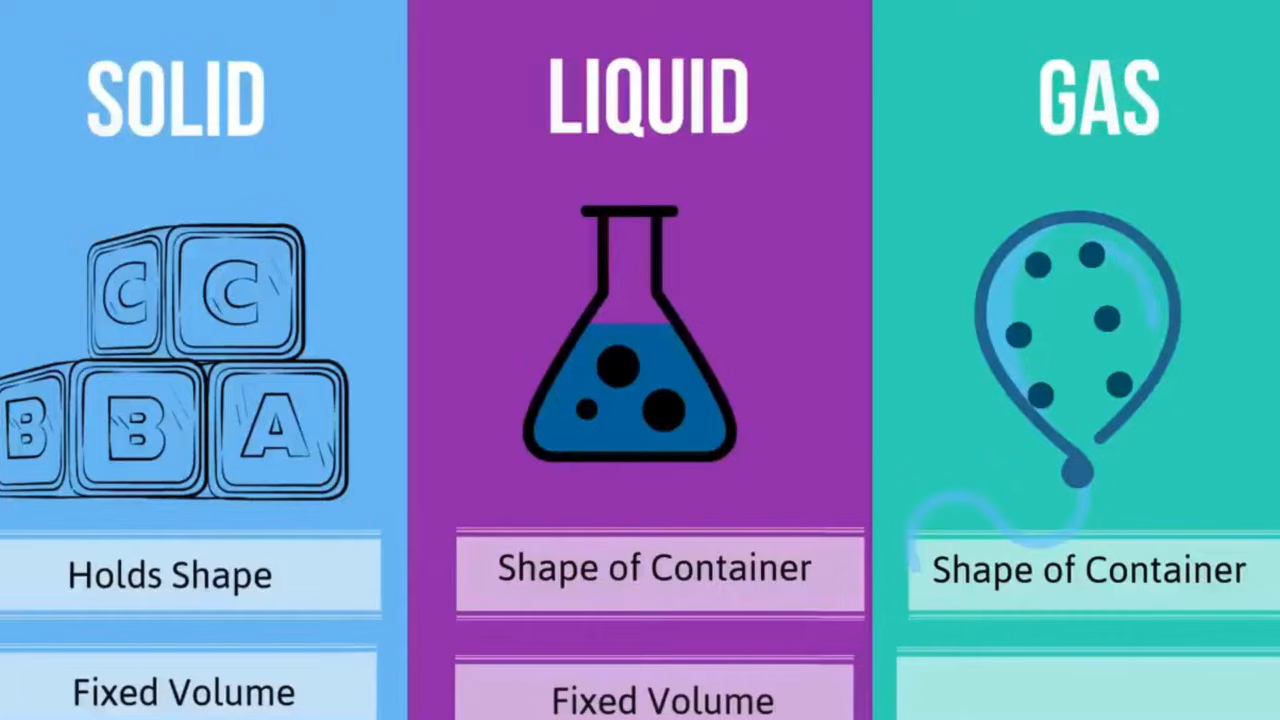 SOLID
LIQUID
GAS
C C
B B A
Holds Shape
Shape of Container
Shape of Container
Fixed Volume
Fixed Volume